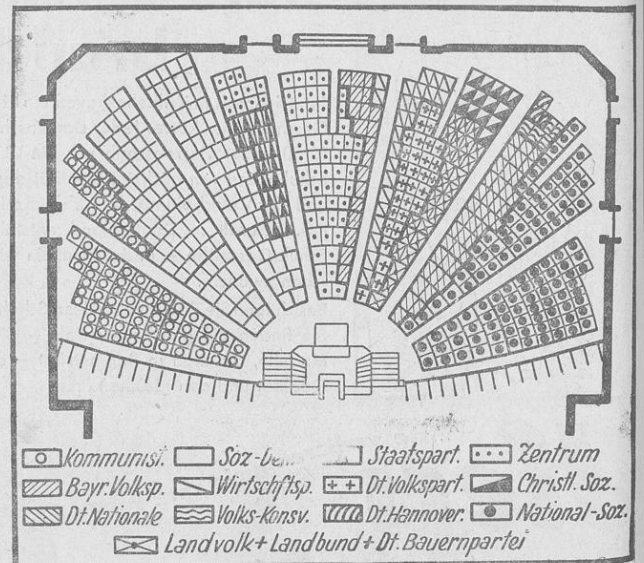 Kommunist. Staatspart. Zentrum
Bayr. Volksp. Wirtschftsp. Dt. Volkspart. Christl. Soz.
Dt. Nationale Volks-Konsv. Dt. Hannover. National-Soz.
Landvolk + Landbund + Dt. Bauernpartei